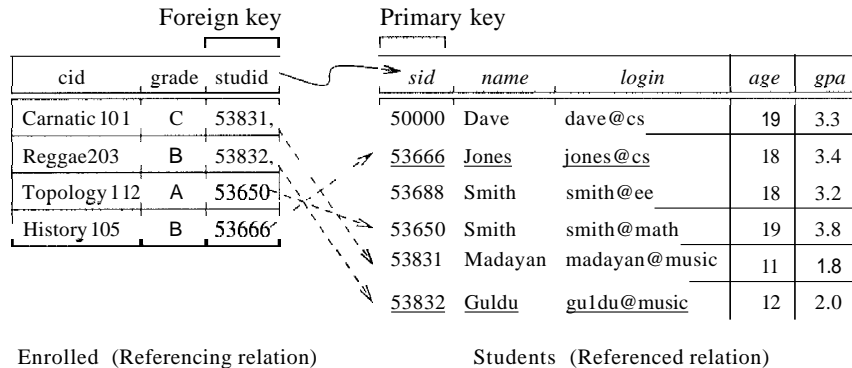 Foreign key Primary key
cid grade studid sid name login age gpa
Carnatic 101 C 53831 50000 Dave dave@cs 19 3.3
Reggae203 B 53832 53666 Jones jones@cs 18 3.4
Topology 112 A 53650 53688 Smith smith@ee 18 3.2
History 105 B 53666 53650 Smith smith@math 19 3.8
53831 Madayan madayan@music 11 1.8
53832 Guldu gu1du@music 12 2.0
Enrolled (Referencing relation) Students (Referenced relation)